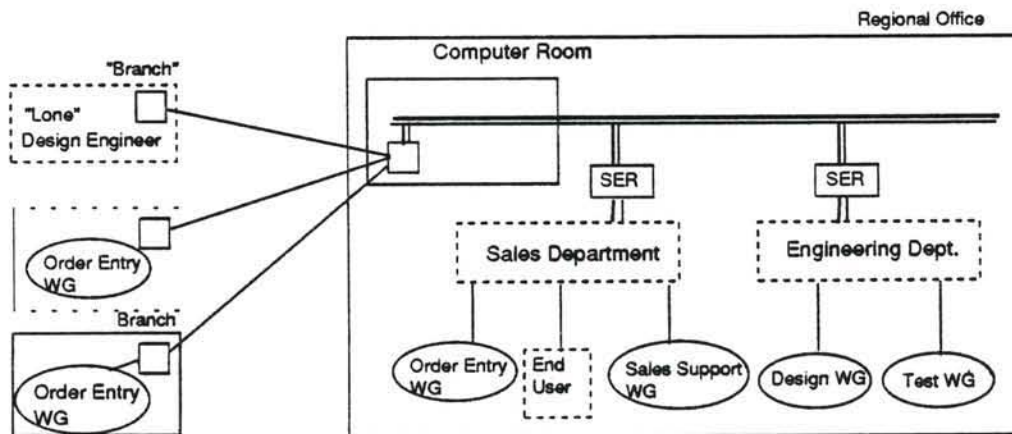 Regional Office
Computer Room
"Branch"
"Lone"
Design Engineer
SER
SER
Sales Department
Engineering Dept.
Order Entry
WG
Branch
Order Entry
WG
Order Entry
WG
End
User
Sales Support
WG
Design WG
Test WG